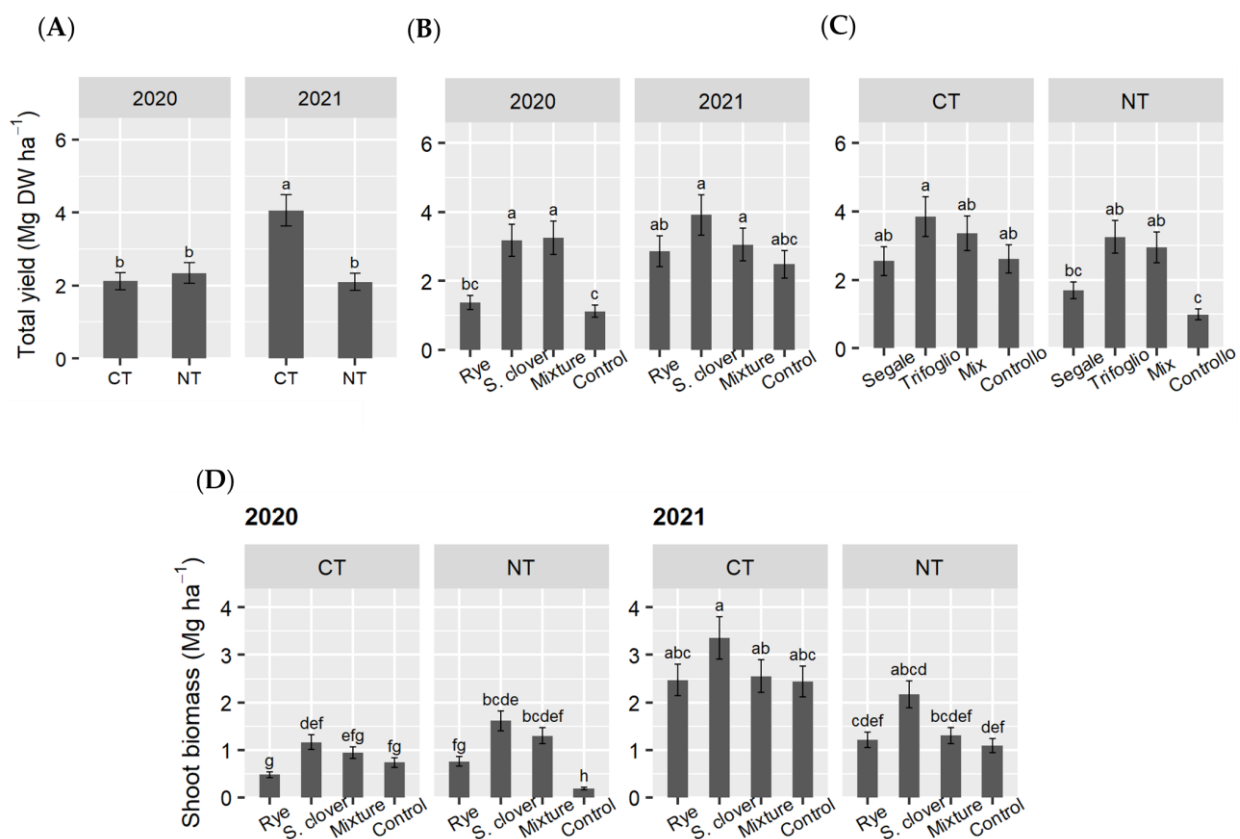 (A)
(B)
(C)
Total yield (Mg DW ha−1)
2020 2021
0 2 4 6
b b a b
CT NT CT NT
2020 2021
0 2 4 6
bc a a c ab a a abc
Rye S. clover Mixture Control Rye S. clover Mixture Control
CT NT
0 2 4 6
ab a ab ab bc ab ab c
Segale Trifoglio Mix Controllo Segale Trifoglio Mix Controllo
(D)
2020 2021
Shoot biomass (Mg ha−1)
CT NT CT NT
0 1 2 3 4
g def efg fg fg bcde bcdef h
Rye S. clover Mixture Control Rye S. clover Mixture Control
0 1 2 3 4
abc a ab abc cdef abcd bcdef def
Rye S. clover Mixture Control Rye S. clover Mixture Control